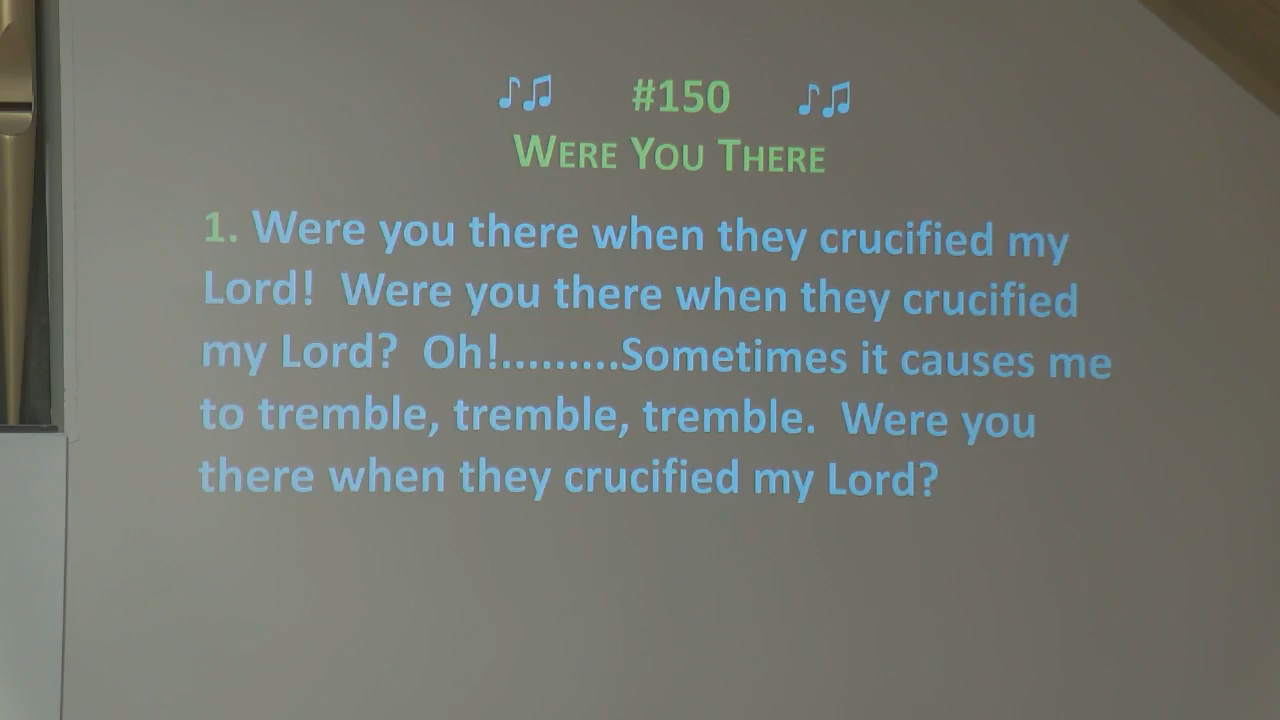 ♪♫ #150 ♪♫
WERE YOU THERE
1. Were you there when they crucified my
Lord! Were you there when they crucified
my Lord? Oh!.........Sometimes it causes me
to tremble, tremble, tremble. Were you
there when they crucified my Lord?